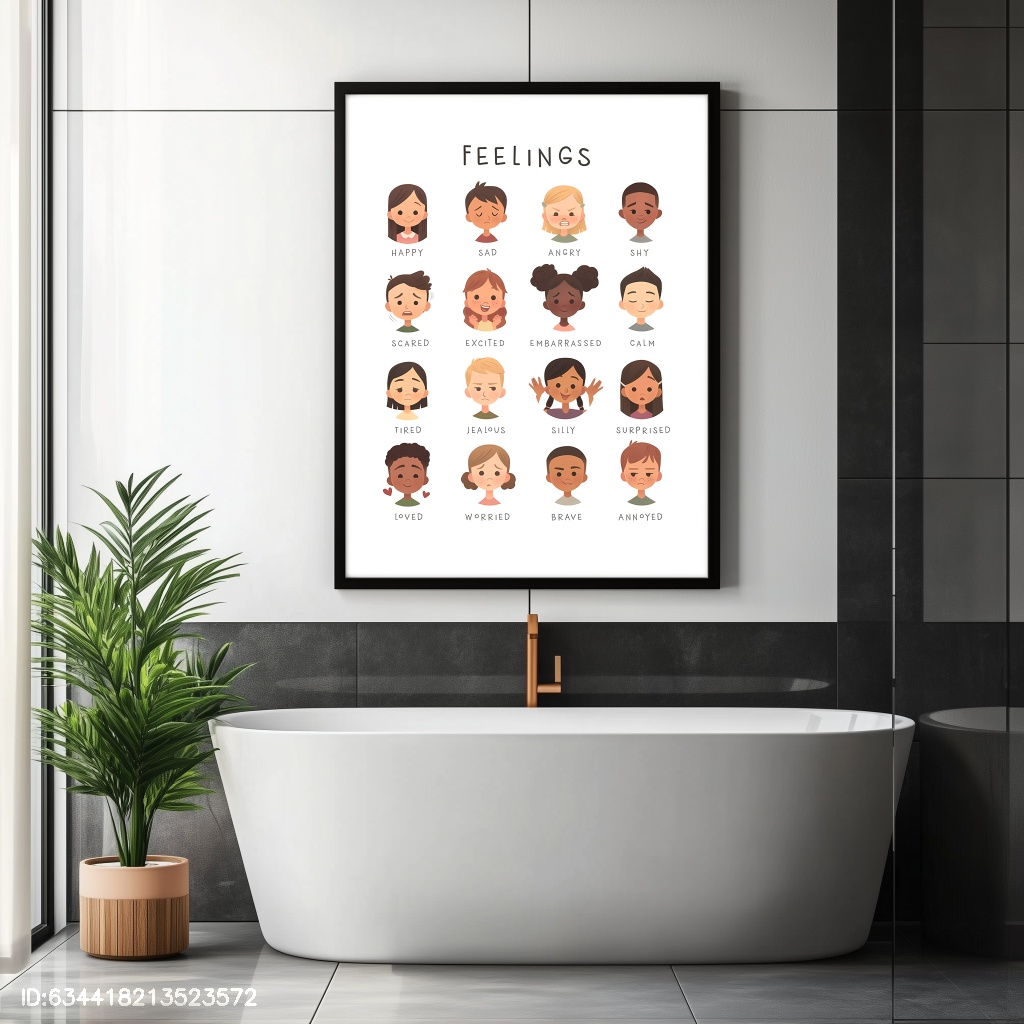 FEELINGS
HAPPY SAD ANGRY SHY
SCARED EXCITED EMBARRASSED CALM
TIRED JEALOUS SILLY SURPRISED
LOVED WORRIED BRAVE ANNOYED
ID:634418213523572